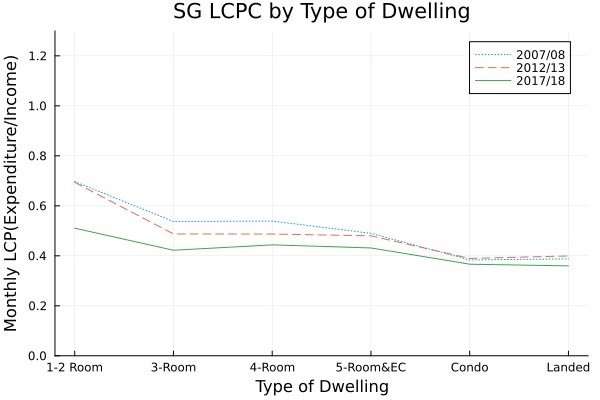 SG LCPC by Type of Dwelling
Monthly LCP(Expenditure/Income)
1.2
1.0
0.8
0.6
0.4
0.2
0.0
2007/08
2012/13
2017/18
1-2 Room
3-Room
4-Room
5-Room&EC
Condo
Landed
Type of Dwelling